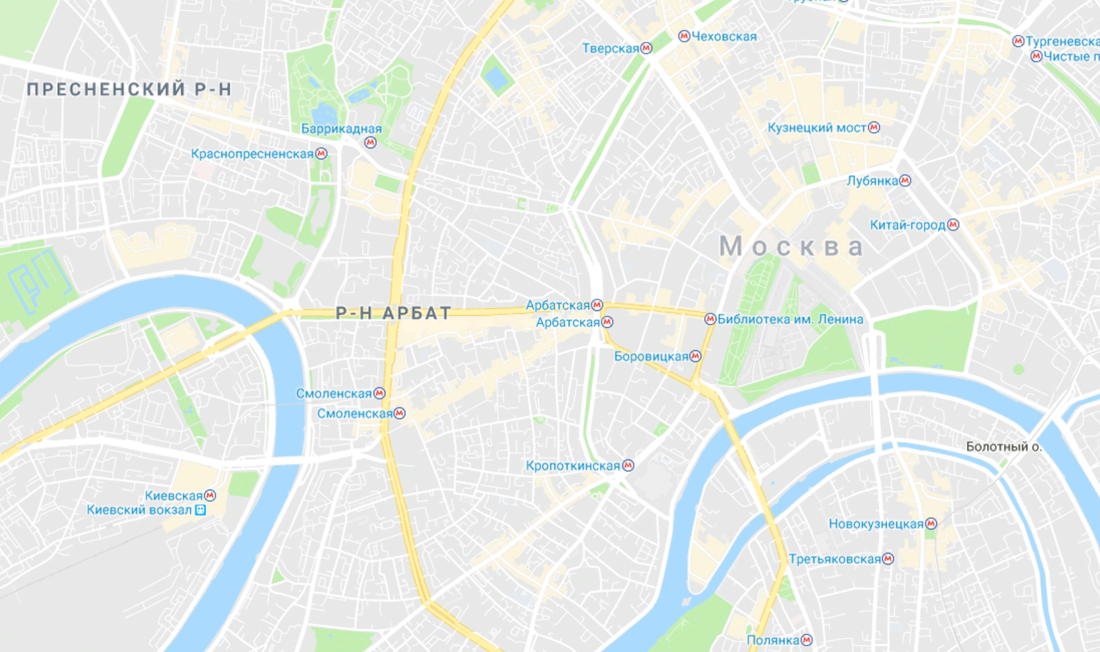 Чеховская
Тверская
Тургеневска
Чистые п
ПРЕСНЕНСКИЙ Р-Н
Баррикадная
Кузнецкий мост
Краснопресненская
Лубянка
Китай-город
Москва
Арбатская
Р-Н АРБАТ
Библиотека им. Ленина
Арбатская
Боровицкая
Смоленская
Смоленская
Болотный о.
Кропоткинская
Киевская
Киевский вокзал
Новокузнецкая
Третьяковская
Полянка